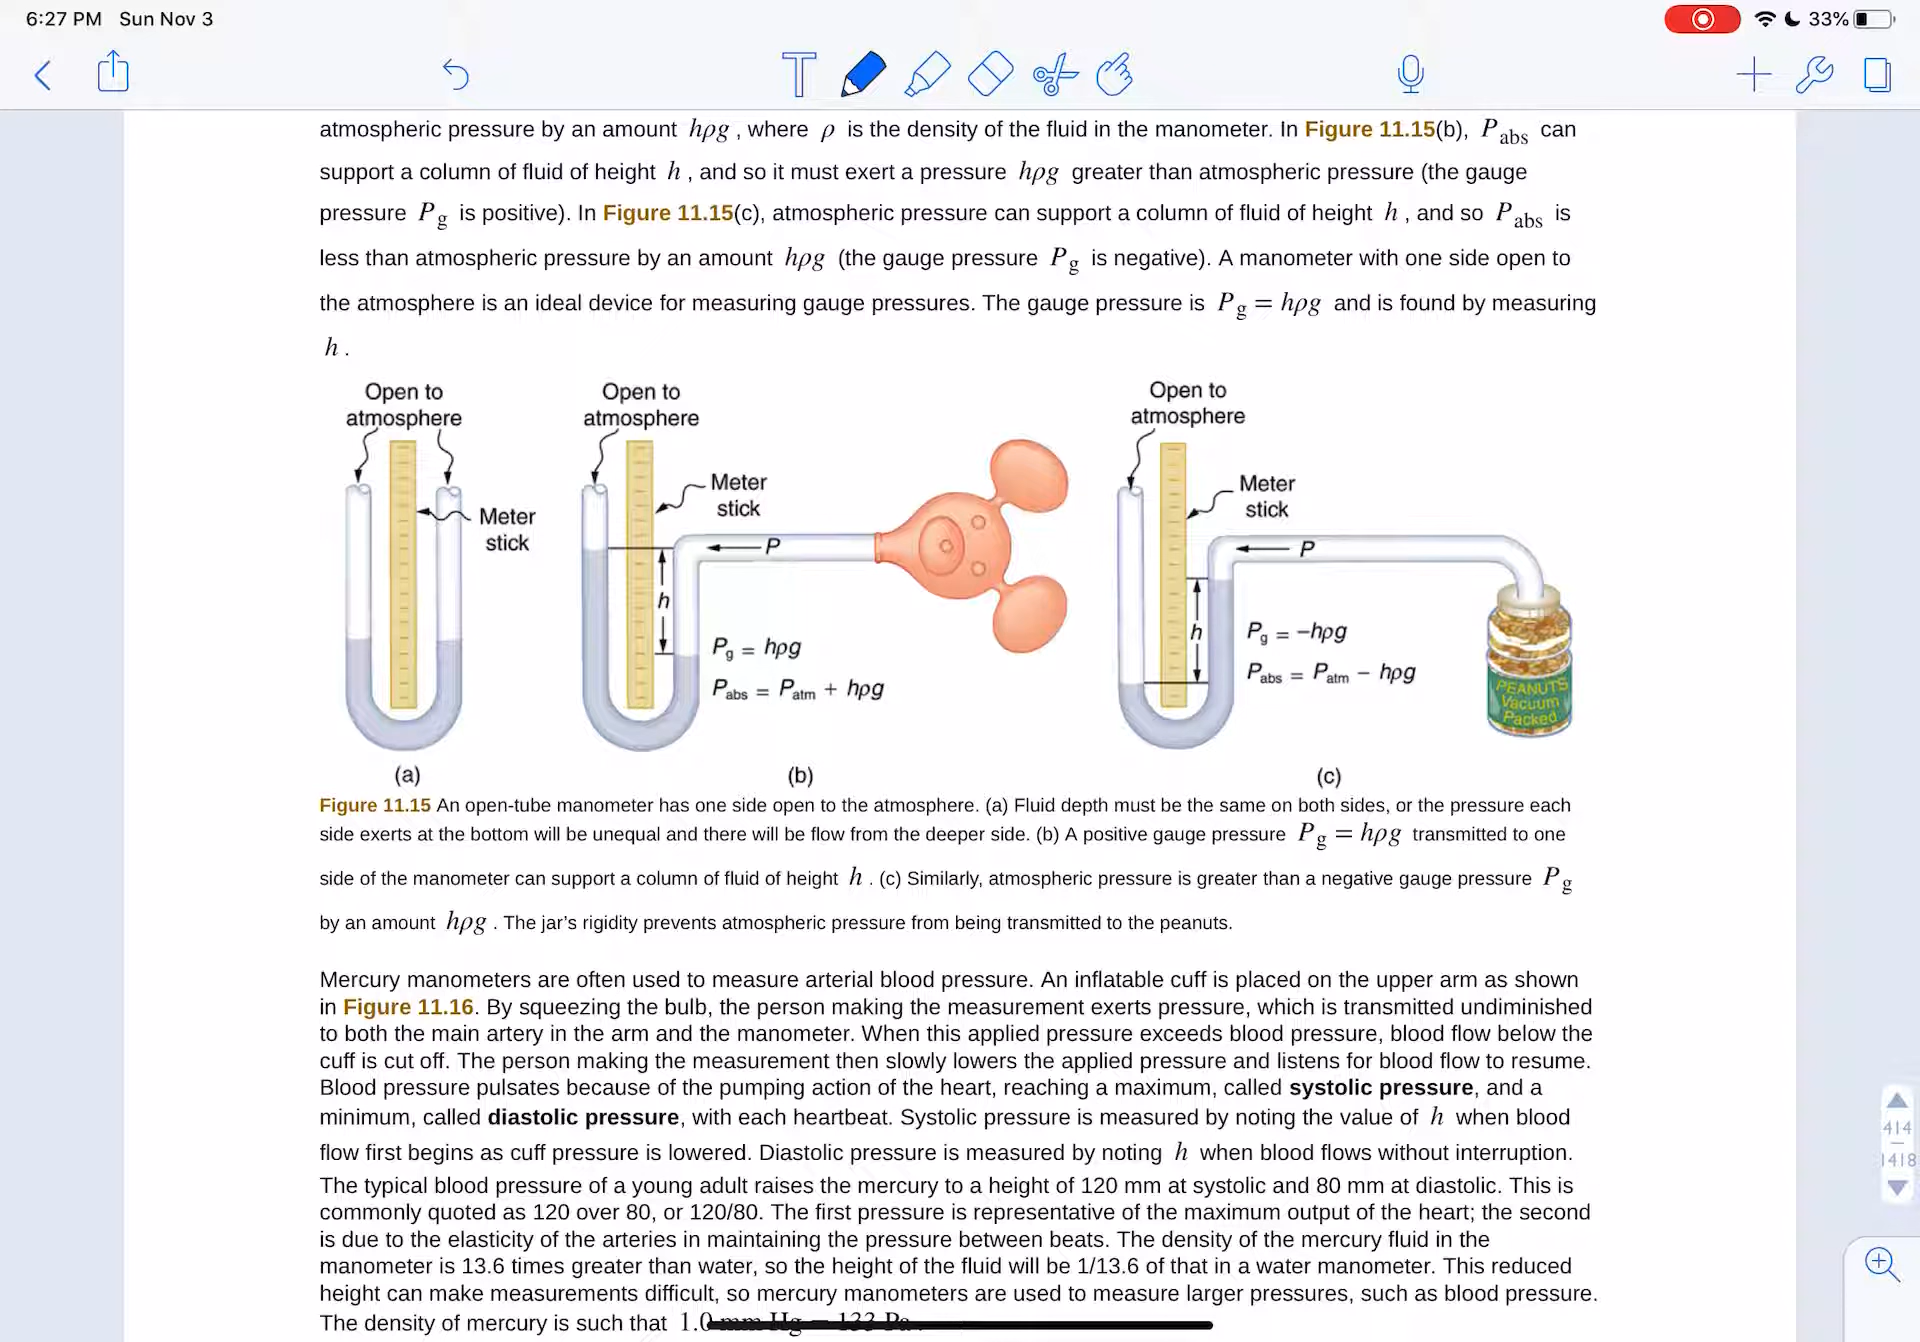 6:27 PM Sun Nov 3
33%
atmospheric pressure by an amount hρg , where ρ is the density of the fluid in the manometer. In Figure 11.15(b), Pabs can
support a column of fluid of height h , and so it must exert a pressure hρg greater than atmospheric pressure (the gauge
pressure Pg is positive). In Figure 11.15(c), atmospheric pressure can support a column of fluid of height h , and so Pabs is
less than atmospheric pressure by an amount hρg (the gauge pressure Pg is negative). A manometer with one side open to
the atmosphere is an ideal device for measuring gauge pressures. The gauge pressure is Pg = hρg and is found by measuring
h .
Open to
atmosphere
Meter
stick
(a)
Open to
atmosphere
Meter
stick
P
h
Pg = hρg
Pabs = Patm + hρg
(b)
Open to
atmosphere
Meter
stick
P
h
Pg = −hρg
Pabs = Patm − hρg
PEANUTS
Vacuum
Packed
(c)
Figure 11.15 An open-tube manometer has one side open to the atmosphere. (a) Fluid depth must be the same on both sides, or the pressure each
side exerts at the bottom will be unequal and there will be flow from the deeper side. (b) A positive gauge pressure Pg = hρg transmitted to one
side of the manometer can support a column of fluid of height h . (c) Similarly, atmospheric pressure is greater than a negative gauge pressure Pg
by an amount hρg . The jar's rigidity prevents atmospheric pressure from being transmitted to the peanuts.
Mercury manometers are often used to measure arterial blood pressure. An inflatable cuff is placed on the upper arm as shown
in Figure 11.16. By squeezing the bulb, the person making the measurement exerts pressure, which is transmitted undiminished
to both the main artery in the arm and the manometer. When this applied pressure exceeds blood pressure, blood flow below the
cuff is cut off. The person making the measurement then slowly lowers the applied pressure and listens for blood flow to resume.
Blood pressure pulsates because of the pumping action of the heart, reaching a maximum, called systolic pressure, and a
minimum, called diastolic pressure, with each heartbeat. Systolic pressure is measured by noting the value of h when blood
flow first begins as cuff pressure is lowered. Diastolic pressure is measured by noting h when blood flows without interruption.
The typical blood pressure of a young adult raises the mercury to a height of 120 mm at systolic and 80 mm at diastolic. This is
commonly quoted as 120 over 80, or 120/80. The first pressure is representative of the maximum output of the heart; the second
is due to the elasticity of the arteries in maintaining the pressure between beats. The density of the mercury fluid in the
manometer is 13.6 times greater than water, so the height of the fluid will be 1/13.6 of that in a water manometer. This reduced
height can make measurements difficult, so mercury manometers are used to measure larger pressures, such as blood pressure.
The density of mercury is such that 1.0 mm Hg = 133 Pa .
414
1418